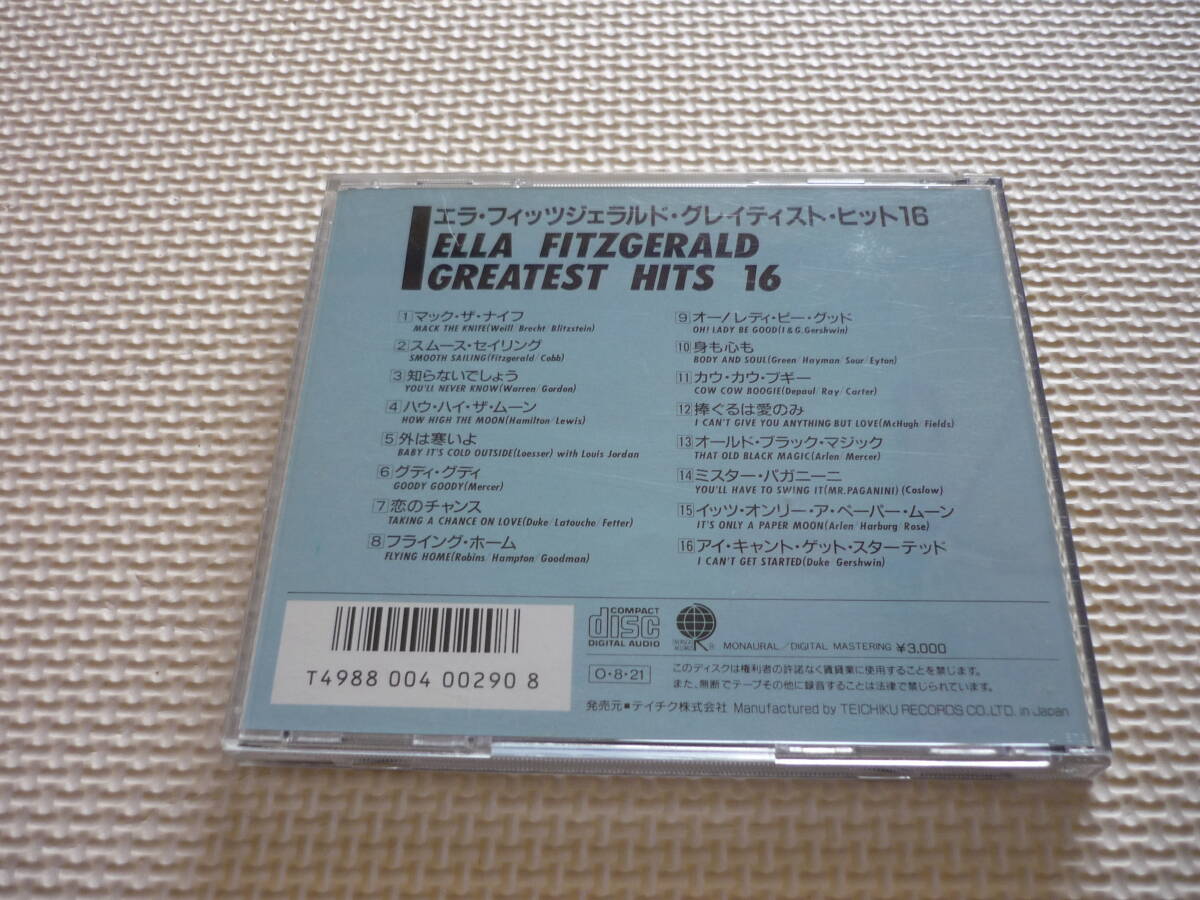 エラ・フィッツジェラルド・グレイティスト・ヒット16
ELLA FITZGERALD
GREATEST HITS 16
1 マック・ザ・ナイフ
MACK THE KNIFE(Weill/Brecht/Blitzstein)
2 スムース・セイリング
SMOOTH SAILING(Fitzgerald/Cobb)
3 知らないでしょう
YOU'LL NEVER KNOW(Warren/Gordon)
4 ハウ・ハイ・ザ・ムーン
HOW HIGH THE MOON(Hamilton/Lewis)
5 外は寒いよ
BABY IT'S COLD OUTSIDE(Loesser) with Louis Jordan
6 グディ・グディ
GOODY GOODY(Mercer)
7 恋のチャンス
TAKING A CHANCE ON LOVE(Duke/Latouche/Fetter)
8 フライング・ホーム
FLYING HOME(Robins/Hampton/Goodman)
9 オー!レディ・ビー・グッド
OH! LADY BE GOOD(I & G.Gershwin)
10 身も心も
BODY AND SOUL(Green/Hayman/Sour/Eyton)
11 カウ・カウ・ブギー
COW COW BOOGIE(Depaul/Ray/Carter)
12 捧ぐるは愛のみ
I CAN'T GIVE YOU ANYTHING BUT LOVE(McHugh/Fields)
13 オールド・ブラック・マジック
THAT OLD BLACK MAGIC(Arlen/Mercer)
14 ミスター・パガニーニ
YOU'LL HAVE TO SWING IT(MR.PAGANINI) (Coslow)
15 イッツ・オンリー・ア・ペーパー・ムーン
IT'S ONLY A PAPER MOON(Arlen/Harburg/Rose)
16 アイ・キャント・ゲット・スターテッド
I CAN'T GET STARTED(Duke/Gershwin)
T4988 004 00290 8
COMPACT
disc
DIGITAL AUDIO
R®
MONAURAL/DIGITAL MASTERING ¥3,000
O・8・21
このディスクは権利者の許諾なく賃貸業に使用することを禁じます。
また、無断でテープその他に録音することは法律で禁じられています。
発売元■テイチク株式会社 Manufactured by TEICHIKU RECORDS CO.,LTD. in Japan